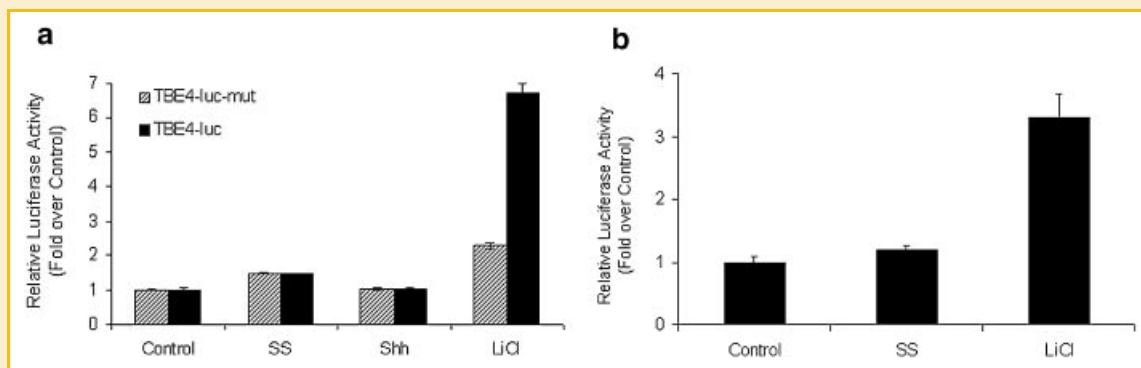 a
Relative Luciferase Activity
(Fold over Control)
7
6
5
4
3
2
1
0
TBE4-luc-mut
TBE4-luc
Control SS Shh LiCl
b
Relative Luciferase Activity
(Fold over Control)
4
3
2
1
0
Control SS LiCl